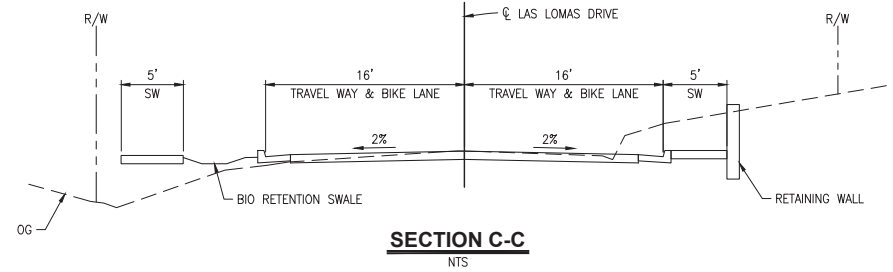 R/W
℄ LAS LOMAS DRIVE
R/W
5'
SW
16'
TRAVEL WAY & BIKE LANE
16'
TRAVEL WAY & BIKE LANE
5'
SW
2%
2%
BIO RETENTION SWALE
RETAINING WALL
OG
SECTION C-C
NTS